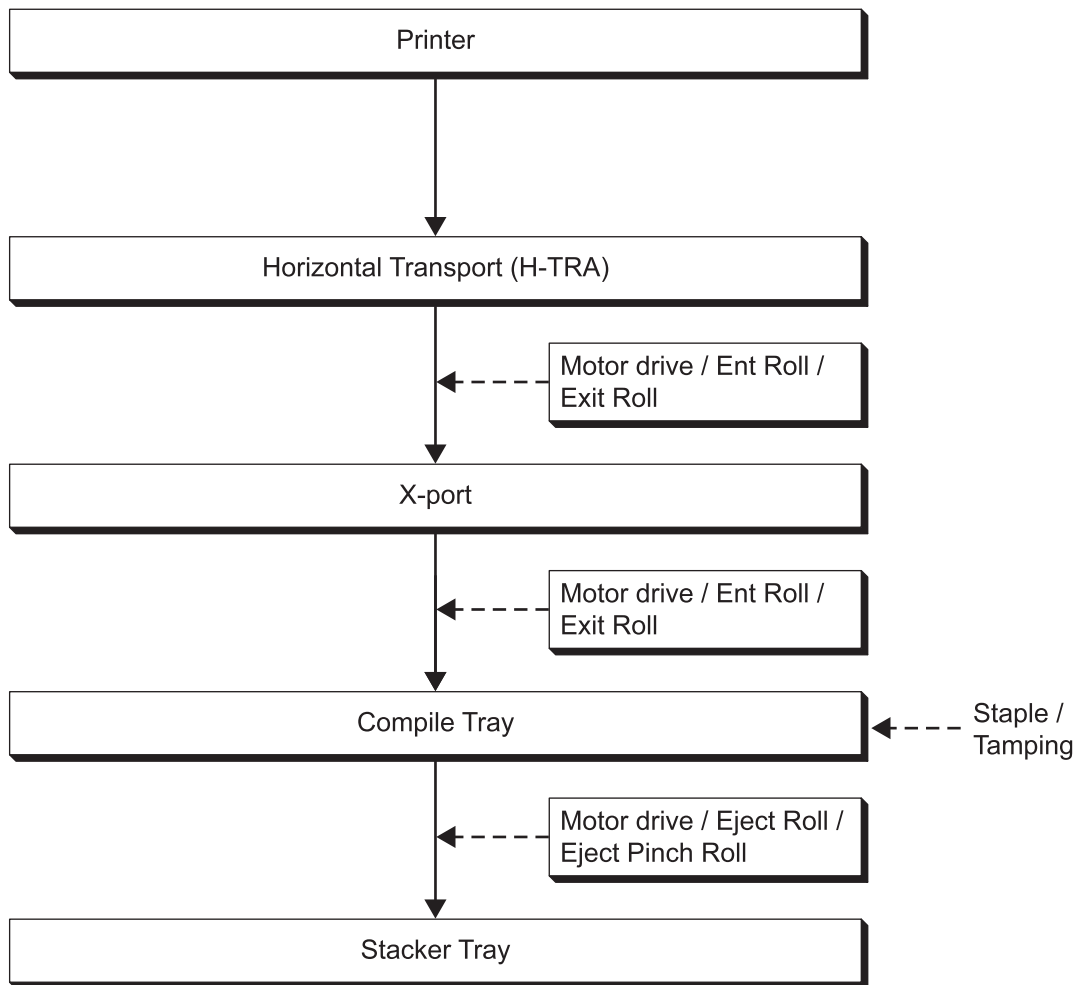 Printer
Horizontal Transport (H-TRA)
Motor drive / Ent Roll /
Exit Roll
X-port
Motor drive / Ent Roll /
Exit Roll
Compile Tray
Staple /
Tamping
Motor drive / Eject Roll /
Eject Pinch Roll
Stacker Tray